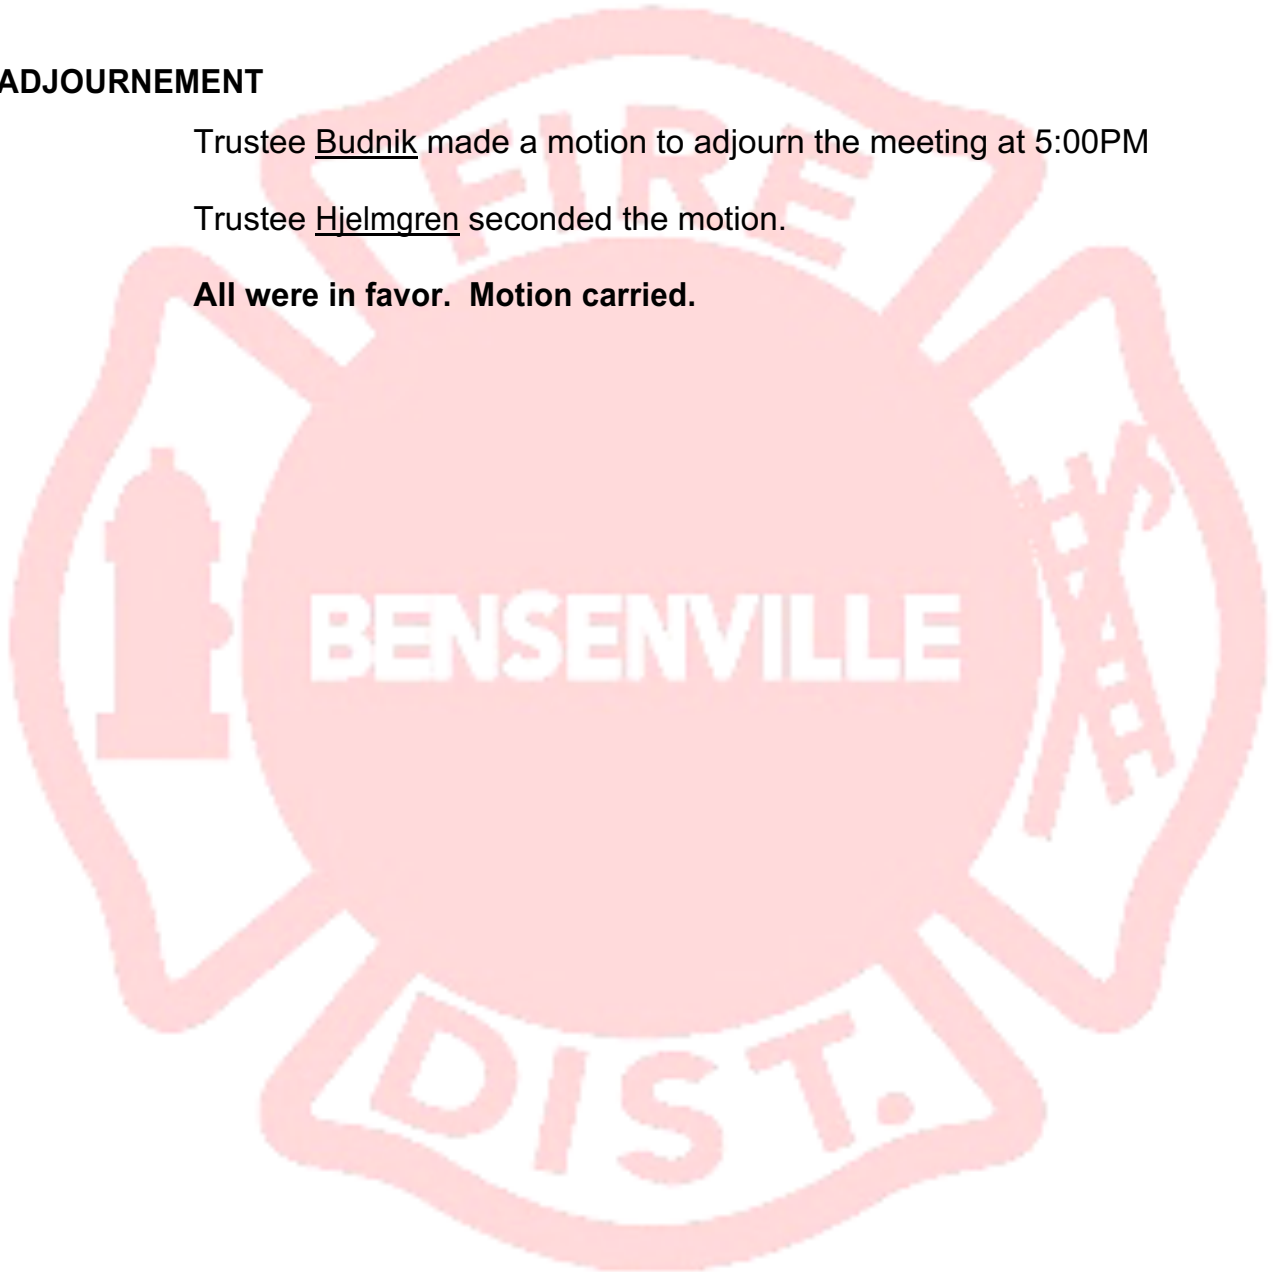 ADJOURNEMENT
Trustee Budnik made a motion to adjourn the meeting at 5:00PM
Trustee Hjelmgren seconded the motion.
All were in favor.  Motion carried.
FIRE
BENSENVILLE
DIST.